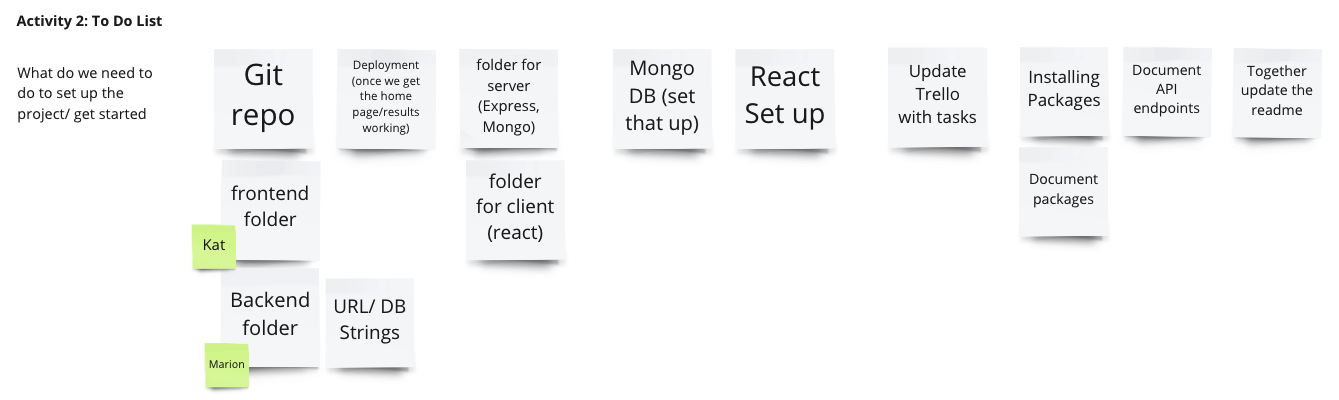 Activity 2: To Do List
What do we need to
do to set up the
project/ get started
Git
repo
Deployment
(once we get
the home
page/results
working)
folder for
server
(Express,
Mongo)
Mongo
DB (set
that up)
React
Set up
Update
Trello
with tasks
Installing
Packages
Document
API
endpoints
Together
update the
readme
frontend
folder
Kat
folder
for client
(react)
Document
packages
Backend
folder
Marion
URL/ DB
Strings